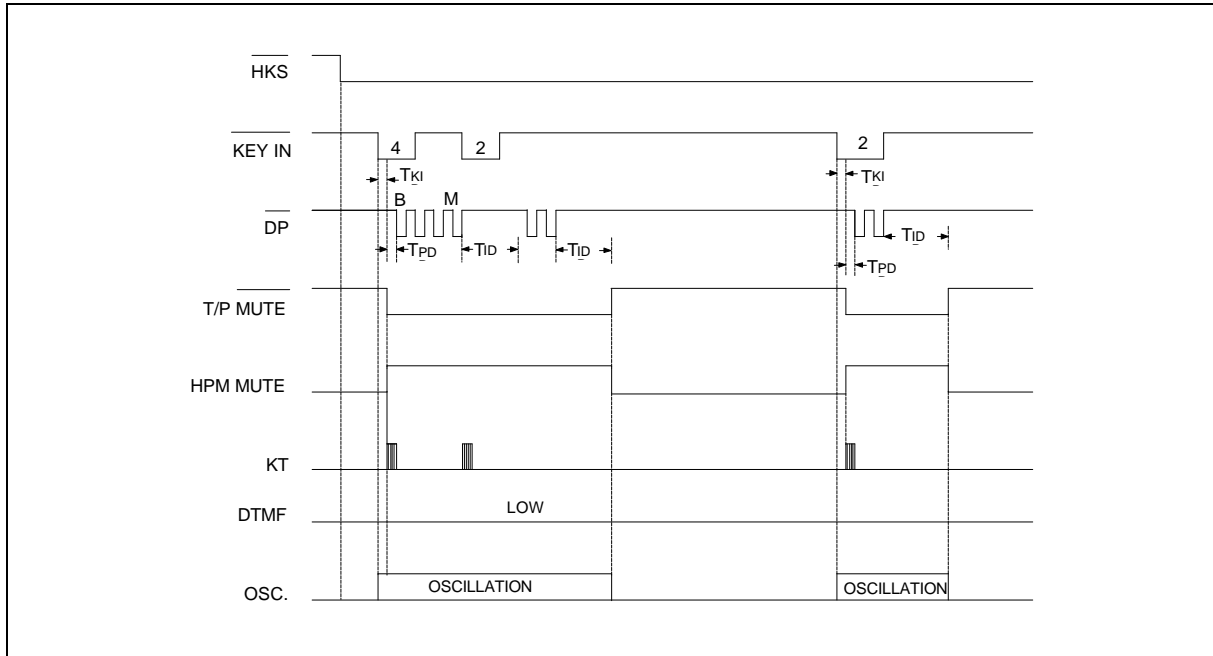 HKS
KEY IN
4
2
2
TKI
TKI
B
M
DP
TPD
TID
TID
TID
TPD
T/P MUTE
HPM MUTE
KT
DTMF
LOW
OSC.
OSCILLATION
OSCILLATION